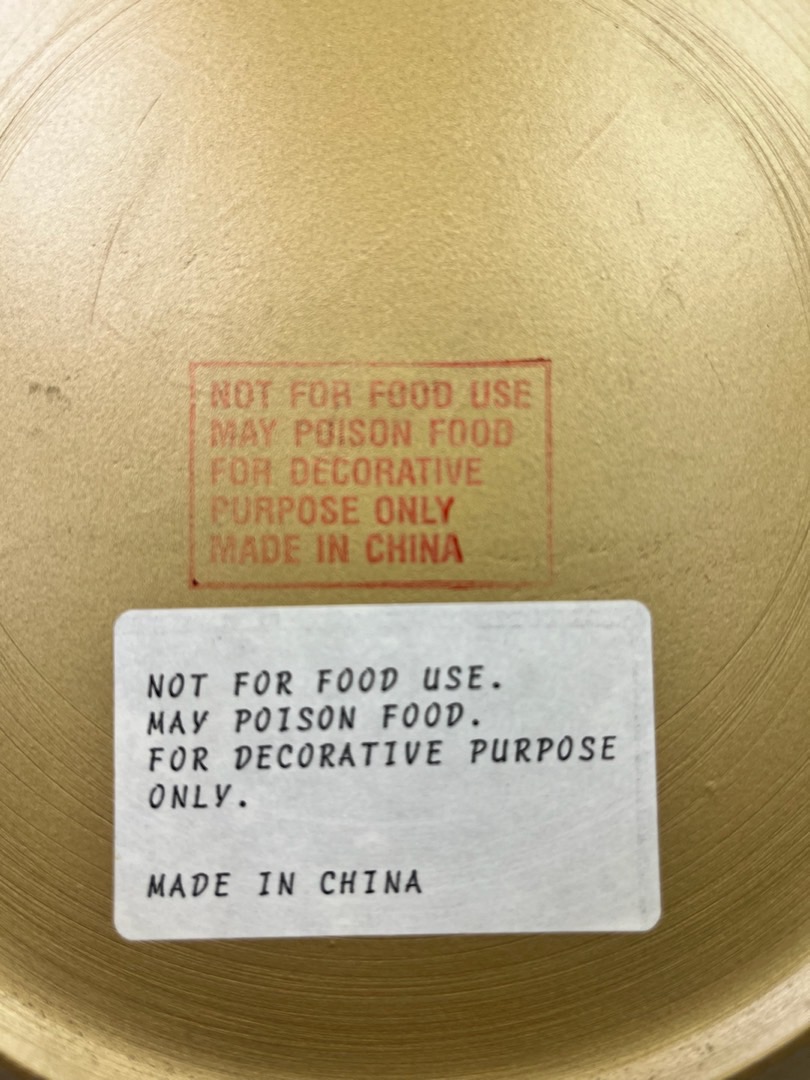 NOT FOR FOOD USE
MAY POISON FOOD
FOR DECORATIVE
PURPOSE ONLY
MADE IN CHINA
NOT FOR FOOD USE.
MAY POISON FOOD.
FOR DECORATIVE PURPOSE
ONLY.
MADE IN CHINA